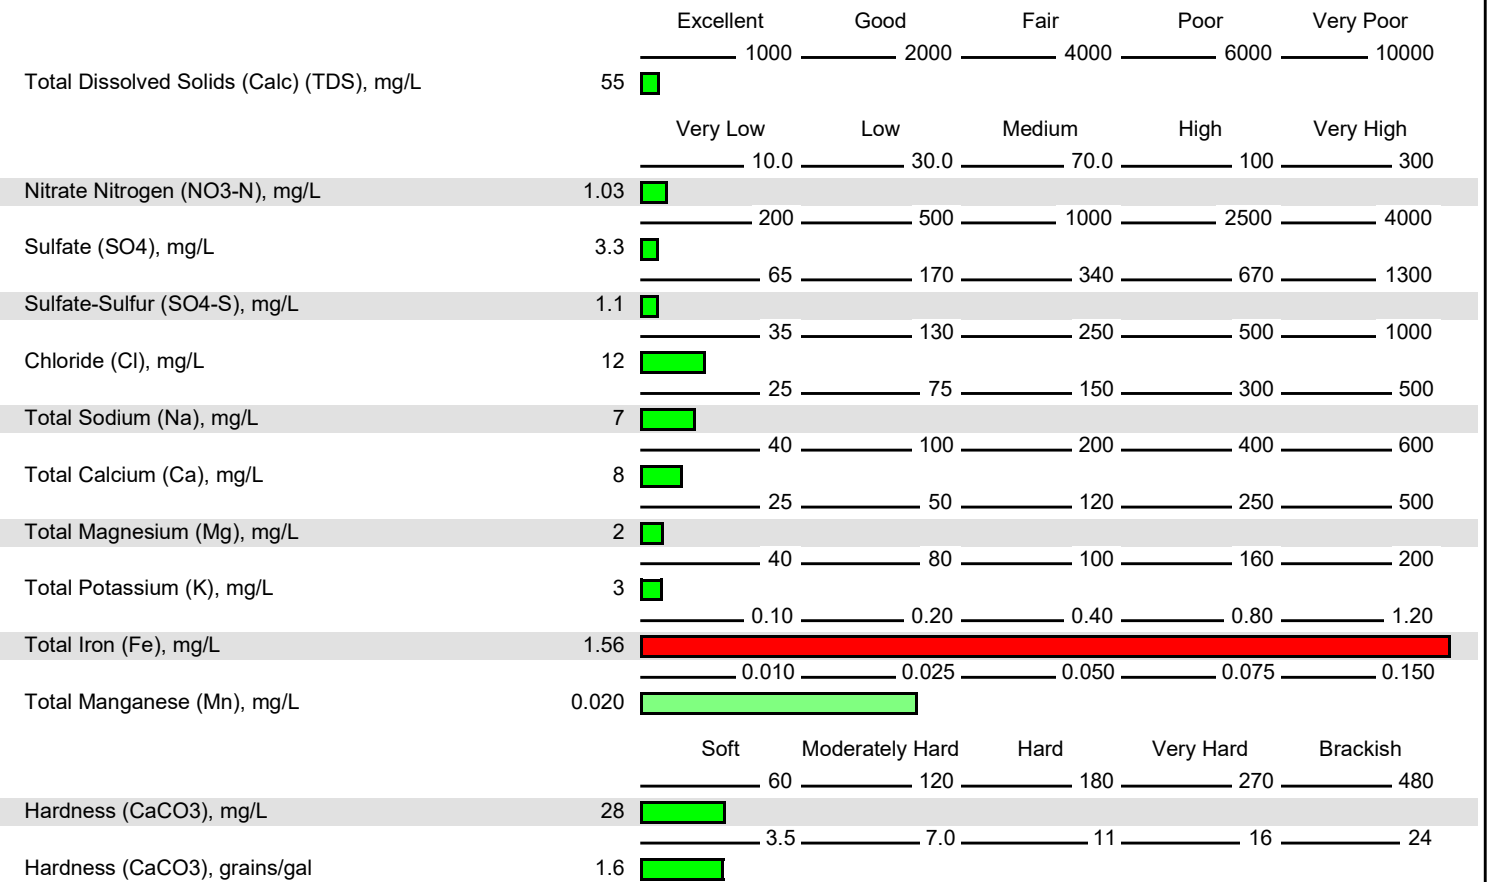 Excellent Good Fair Poor Very Poor
1000 2000 4000 6000 10000
Total Dissolved Solids (Calc) (TDS), mg/L 55
Very Low Low Medium High Very High
10.0 30.0 70.0 100 300
Nitrate Nitrogen (NO3-N), mg/L 1.03
200 500 1000 2500 4000
Sulfate (SO4), mg/L 3.3
65 170 340 670 1300
Sulfate-Sulfur (SO4-S), mg/L 1.1
35 130 250 500 1000
Chloride (Cl), mg/L 12
25 75 150 300 500
Total Sodium (Na), mg/L 7
40 100 200 400 600
Total Calcium (Ca), mg/L 8
25 50 120 250 500
Total Magnesium (Mg), mg/L 2
40 80 100 160 200
Total Potassium (K), mg/L 3
0.10 0.20 0.40 0.80 1.20
Total Iron (Fe), mg/L 1.56
0.010 0.025 0.050 0.075 0.150
Total Manganese (Mn), mg/L 0.020
Soft Moderately Hard Hard Very Hard Brackish
60 120 180 270 480
Hardness (CaCO3), mg/L 28
3.5 7.0 11 16 24
Hardness (CaCO3), grains/gal 1.6